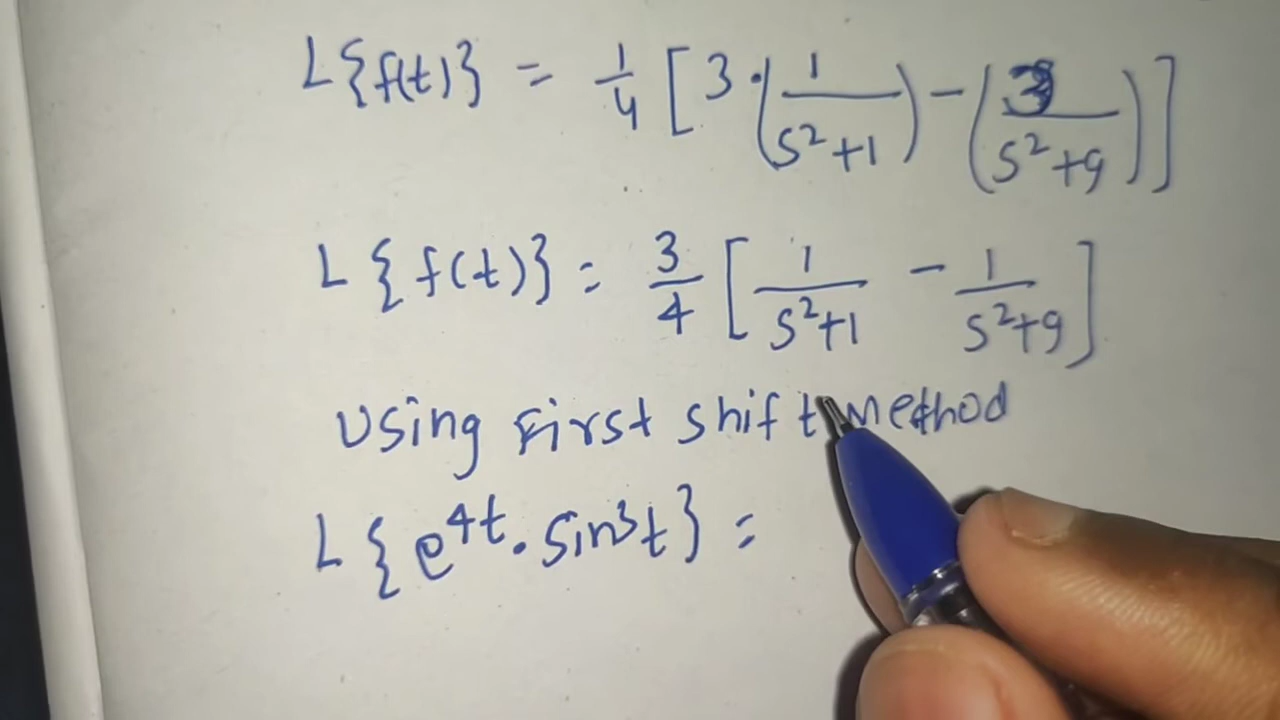 L{f(t)} = 1/4 [3·(1/(s²+1)) - (3/(s²+9))]
L{f(t)} = 3/4 [1/(s²+1) - 1/(s²+9)]
Using First shift method
L{e^4t . sin³t} =